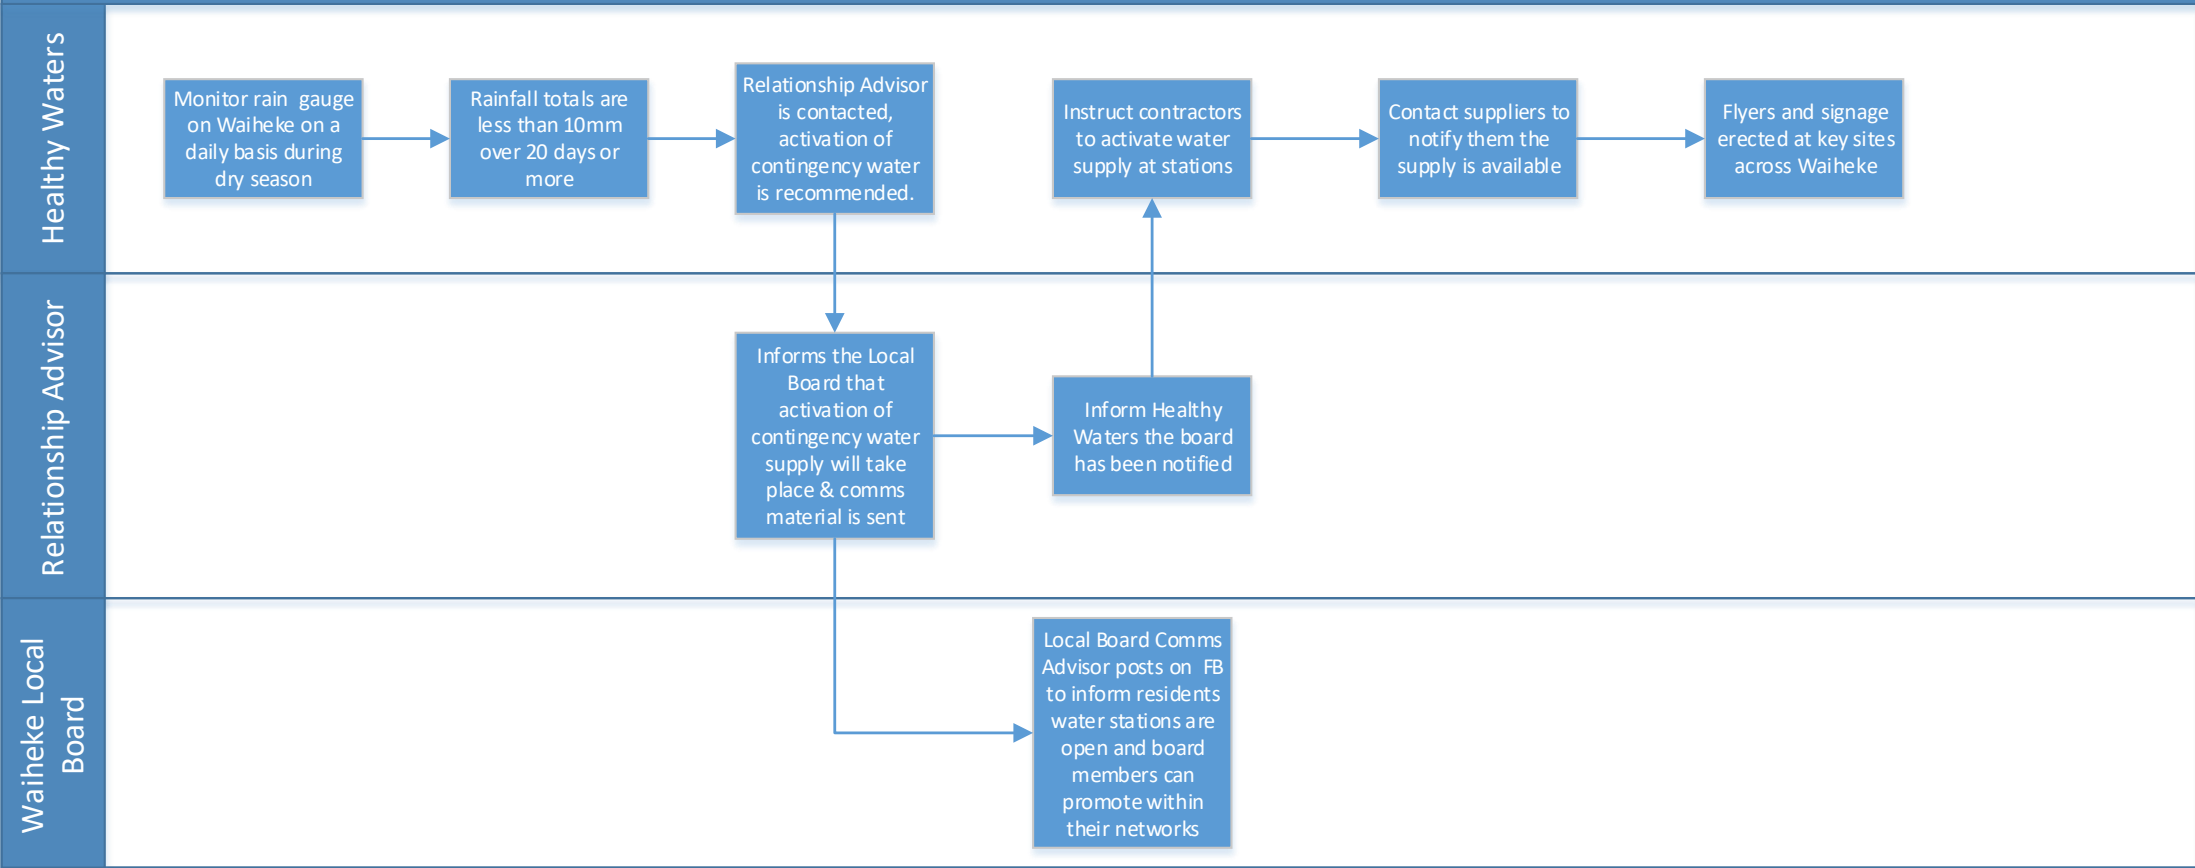 Healthy Waters
Monitor rain gauge
on Waiheke on a
daily basis during
dry season
Rainfall totals are
less than 10mm
over 20 days or
more
Relationship Advisor
is contacted,
activation of
contingency water
is recommended.
Instruct contractors
to activate water
supply at stations
Contact suppliers to
notify them the
supply is available
Flyers and signage
erected at key sites
across Waiheke
Relationship Advisor
Informs the Local
Board that
activation of
contingency water
supply will take
place & comms
material is sent
Inform Healthy
Waters the board
has been notified
Waiheke Local
Board
Local Board Comms
Advisor posts on FB
to inform residents
water stations are
open and board
members can
promote within
their networks